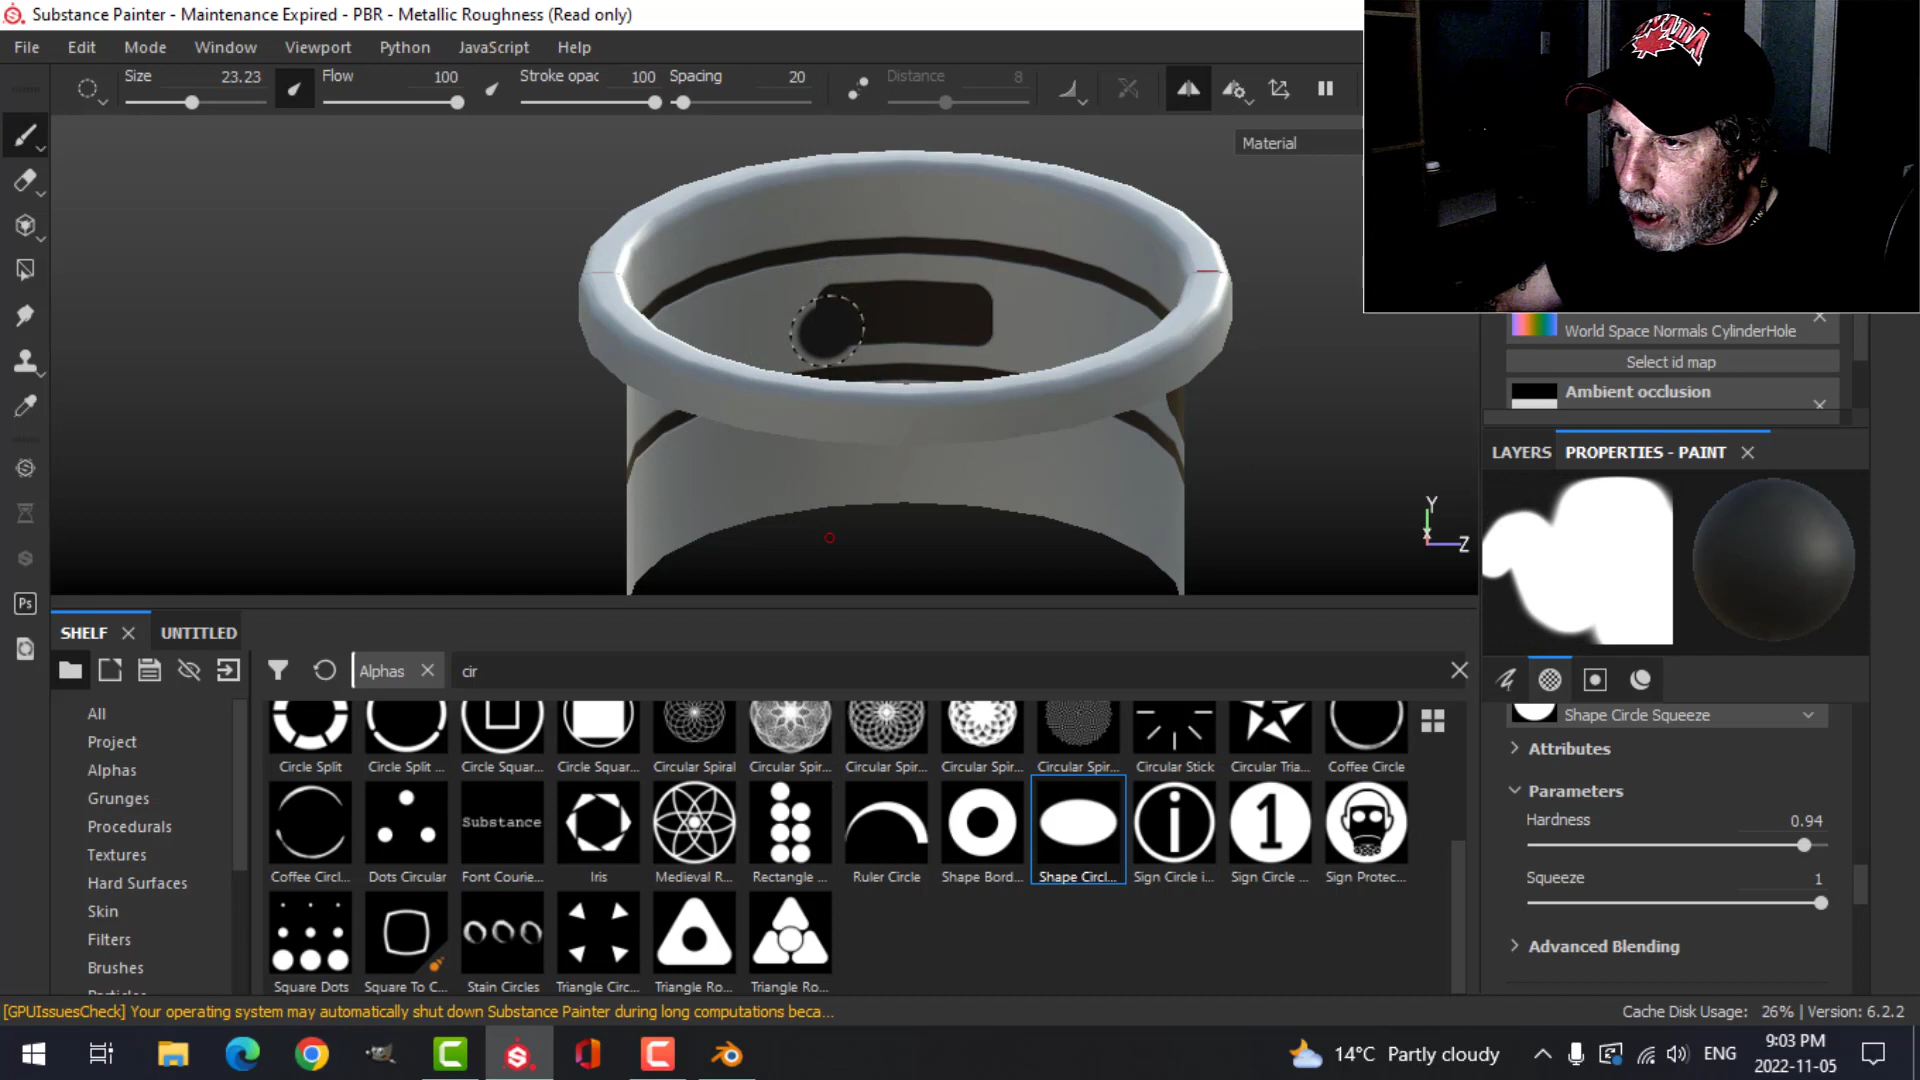 Substance Painter - Maintenance Expired - PBR - Metallic Roughness (Read only)
File Edit Mode Window Viewport Python JavaScript Help
Size 23.23 Flow 100 Stroke opac 100 Spacing 20 Distance 8
Material
Y
Z
World Space Normals CylinderHole
Select id map
Ambient occlusion
LAYERS PROPERTIES - PAINT
Ps
SHELF UNTITLED
Alphas cir
All
Project
Alphas
Grunges
Procedurals
Textures
Hard Surfaces
Skin
Filters
Brushes
Circle Split Circle Split ... Circle Squar... Circle Squar... Circular Spiral Circular Spir... Circular Spir... Circular Spir... Circular Spir... Circular Stick Circular Tria... Coffee Circle
Substance
i
1
Coffee Circl... Dots Circular Font Courie... Iris Medieval R... Rectangle ... Ruler Circle Shape Bord... Shape Circl... Sign Circle i... Sign Circle ... Sign Protec...
Square Dots Square To C... Stain Circles Triangle Circ... Triangle Ro... Triangle Ro...
Shape Circle Squeeze
Attributes
Parameters
Hardness 0.94
Squeeze 1
Advanced Blending
[GPUIssuesCheck] Your operating system may automatically shut down Substance Painter during long computations beca...
Cache Disk Usage: 26% | Version: 6.2.2
14°C Partly cloudy
ENG
9:03 PM
2022-11-05